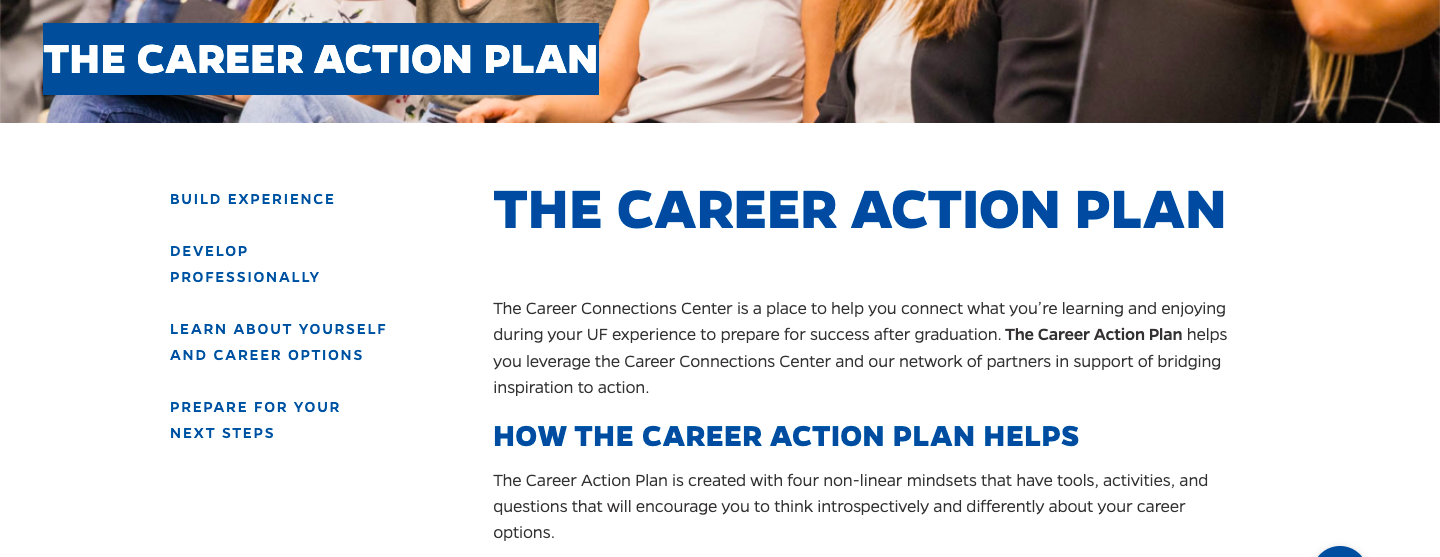 THE CAREER ACTION PLAN
BUILD EXPERIENCE
DEVELOP
PROFESSIONALLY
LEARN ABOUT YOURSELF
AND CAREER OPTIONS
PREPARE FOR YOUR
NEXT STEPS
THE CAREER ACTION PLAN
The Career Connections Center is a place to help you connect what you're learning and enjoying
during your UF experience to prepare for success after graduation. The Career Action Plan helps
you leverage the Career Connections Center and our network of partners in support of bridging
inspiration to action.
HOW THE CAREER ACTION PLAN HELPS
The Career Action Plan is created with four non-linear mindsets that have tools, activities, and
questions that will encourage you to think introspectively and differently about your career
options.